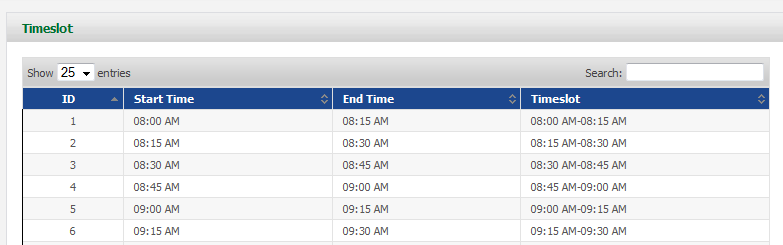 Timeslot
Show 25 entries Search:
ID Start Time End Time Timeslot
1 08:00 AM 08:15 AM 08:00 AM-08:15 AM
2 08:15 AM 08:30 AM 08:15 AM-08:30 AM
3 08:30 AM 08:45 AM 08:30 AM-08:45 AM
4 08:45 AM 09:00 AM 08:45 AM-09:00 AM
5 09:00 AM 09:15 AM 09:00 AM-09:15 AM
6 09:15 AM 09:30 AM 09:15 AM-09:30 AM